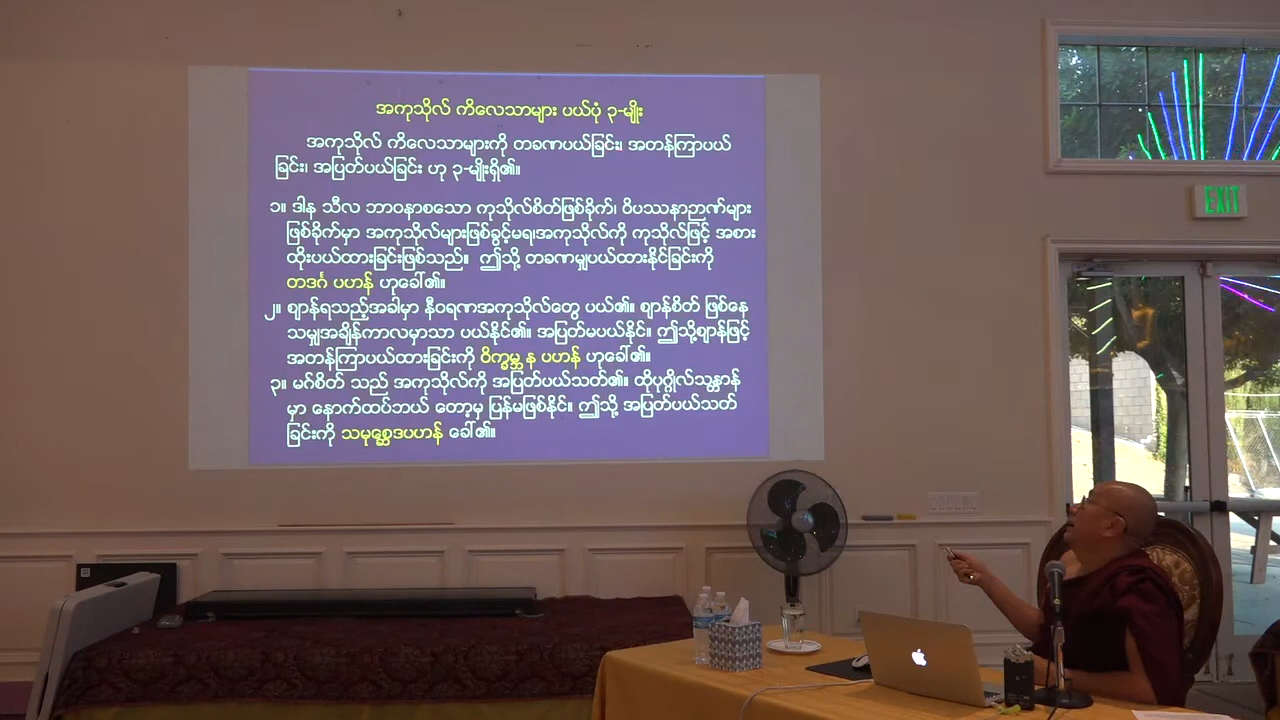 အကုသိုလ် ကိလေသာများ ပယ်ပုံ ၃-မျိုး
အကုသိုလ် ကိလေသာများကို တခဏပယ်ခြင်း၊ အတန်ကြာပယ်
ခြင်း၊ အပြတ်ပယ်ခြင်း ဟု ၃-မျိုးရှိ၏။
၁။ ဒါန သီလ ဘာဝနာစသော ကုသိုလ်စိတ်ဖြစ်ခိုက်၊ ဝိပဿနာဉာဏ်များ
ဖြစ်ခိုက်မှာ အကုသိုလ်များဖြစ်ခွင့်မရ၊အကုသိုလ်ကို ကုသိုလ်ဖြင့် အစား
ထိုးပယ်ထားခြင်းဖြစ်သည်။ ဤသို့ တခဏမျှပယ်ထားနိုင်ခြင်းကို
တဒင်္ဂ ပဟာန် ဟုခေါ်၏။
၂။ ဈာန်ရသည့်အခါမှာ နီဝရဏအကုသိုလ်တွေ ပယ်၏။ ဈာန်စိတ် ဖြစ်နေ
သမျှအချိန်ကာလမှာသာ ပယ်နိုင်၏။ အပြတ်မပယ်နိုင်။ ဤသို့ဈာန်ဖြင့်
အတန်ကြာပယ်ထားခြင်းကို ဝိက္ခမ္ဘ န ပဟာန် ဟုခေါ်၏။
၃။ မဂ်စိတ် သည် အကုသိုလ်ကို အပြတ်ပယ်သတ်၏။ ထိုပုဂ္ဂိုလ်သန္တာန်
မှာ နောက်ထပ်ဘယ် တော့မှ ပြန်မဖြစ်နိုင်။ ဤသို့ အပြတ်ပယ်သတ်
ခြင်းကို သမုစ္ဆေဒပဟာန် ခေါ်၏။
EXIT